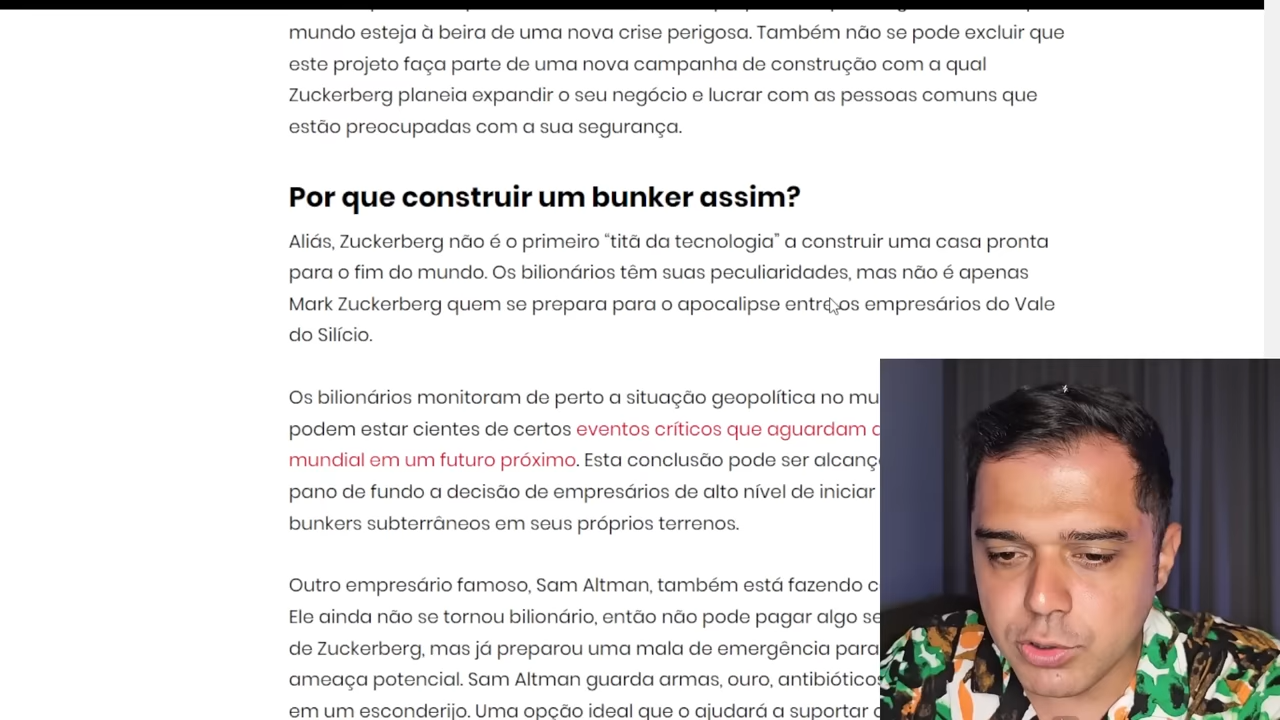 mundo esteja à beira de uma nova crise perigosa. Também não se pode excluir que
este projeto faça parte de uma nova campanha de construção com a qual
Zuckerberg planeia expandir o seu negócio e lucrar com as pessoas comuns que
estão preocupadas com a sua segurança.
Por que construir um bunker assim?
Aliás, Zuckerberg não é o primeiro “titã da tecnologia” a construir uma casa pronta
para o fim do mundo. Os bilionários têm suas peculiaridades, mas não é apenas
Mark Zuckerberg quem se prepara para o apocalipse entre os empresários do Vale
do Silício.
Os bilionários monitoram de perto a situação geopolítica no
podem estar cientes de certos eventos críticos que aguardam
mundial em um futuro próximo. Esta conclusão pode ser
pano de fundo a decisão de empresários de alto nível de iniciar
bunkers subterrâneos em seus próprios terrenos.
Outro empresário famoso, Sam Altman, também está fazendo
Ele ainda não se tornou bilionário, então não pode pagar algo
de Zuckerberg, mas já preparou uma mala de emergência para
ameaça potencial. Sam Altman guarda armas, ouro, antibióticos
em um esconderijo. Uma opção ideal que o ajudará a suportar